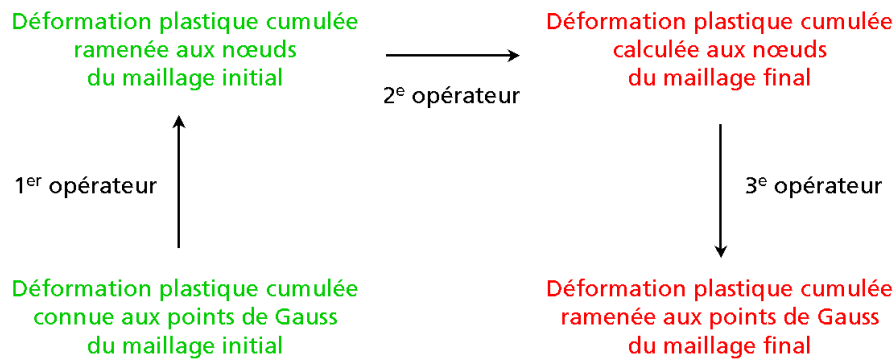 Déformation plastique cumulée
ramenée aux nœuds
du maillage initial
2e opérateur
Déformation plastique cumulée
calculée aux nœuds
du maillage final
1er opérateur
3e opérateur
Déformation plastique cumulée
connue aux points de Gauss
du maillage initial
Déformation plastique cumulée
ramenée aux points de Gauss
du maillage final